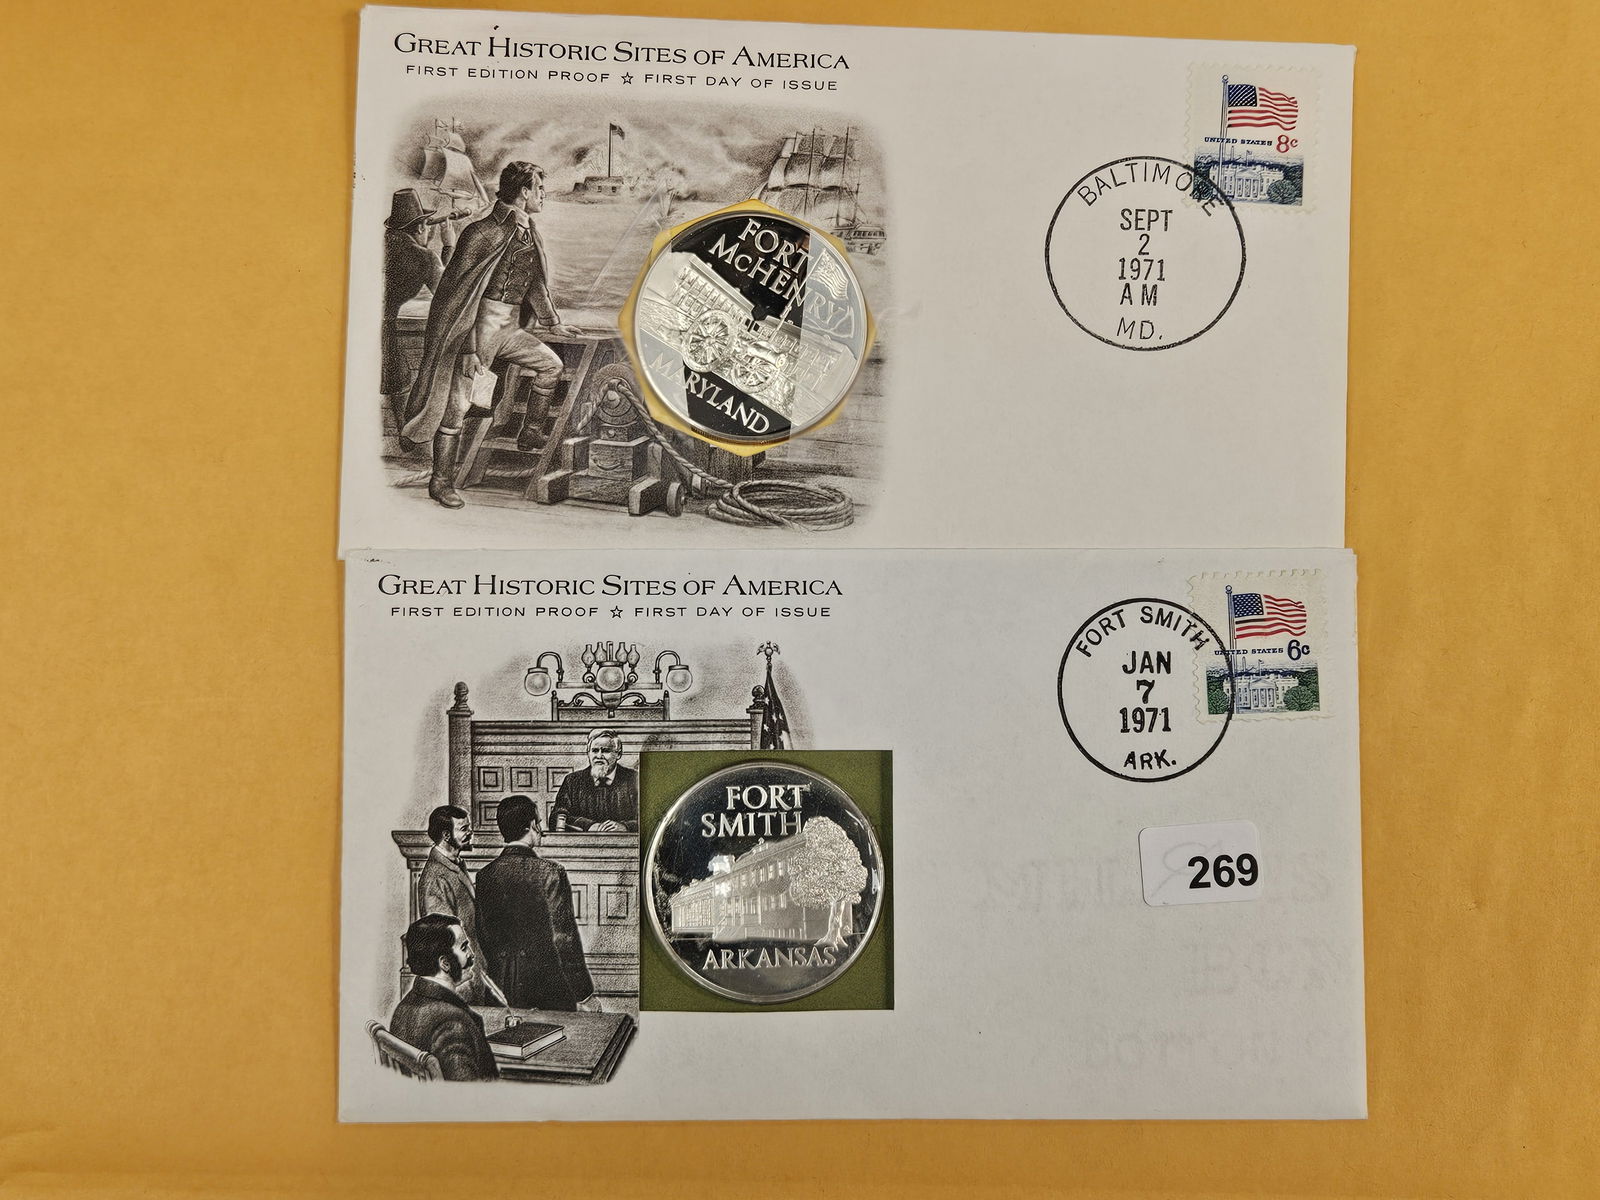 GREAT HISTORIC SITES OF AMERICA
FIRST EDITION PROOF ☆ FIRST DAY OF ISSUE
UNITED STATES 8c
BALTIMORE
SEPT
2
1971
AM
MD.
FORT
McHENRY
MARYLAND
GREAT HISTORIC SITES OF AMERICA
FIRST EDITION PROOF ☆ FIRST DAY OF ISSUE
UNITED STATES 6c
FORT SMITH
JAN
7
1971
ARK.
FORT
SMITH
ARKANSAS
269